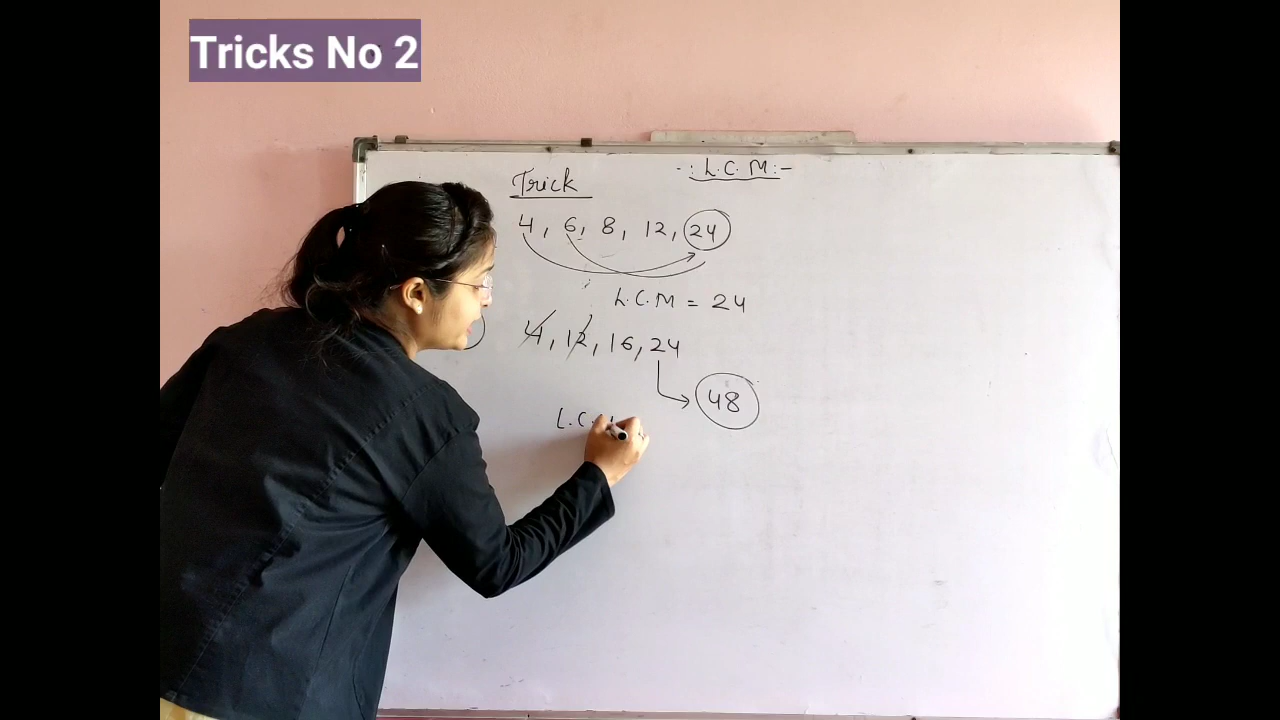 Tricks No 2
-: L.C.M:-
Trick
4, 6, 8, 12, 24
L.C.M = 24
4, 12, 16, 24
48
L.C.